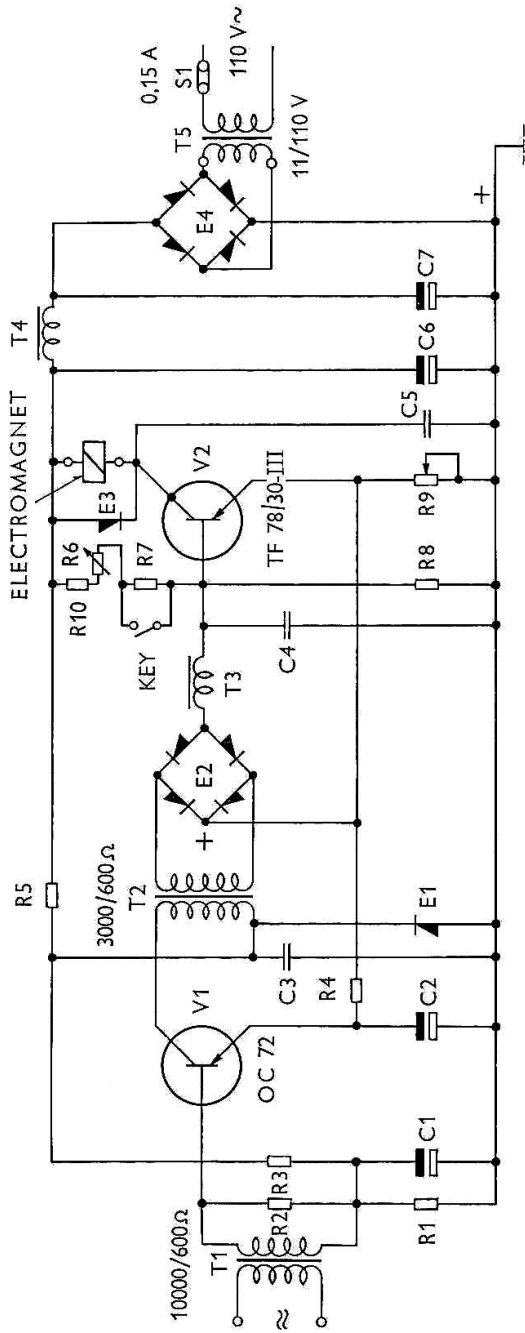 10000/600Ω
T1
R2
R3
R1
C1
V1
OC 72
C2
R4
C3
E1
R5
3000/600Ω
T2
E2
+
T3
C4
KEY
R10
R6
R7
R8
E3
ELECTROMAGNET
V2
TF 78/30-III
R9
C5
T4
C6
C7
E4
T5
11/110 V
S1
0,15 A
110 V~
+
≈